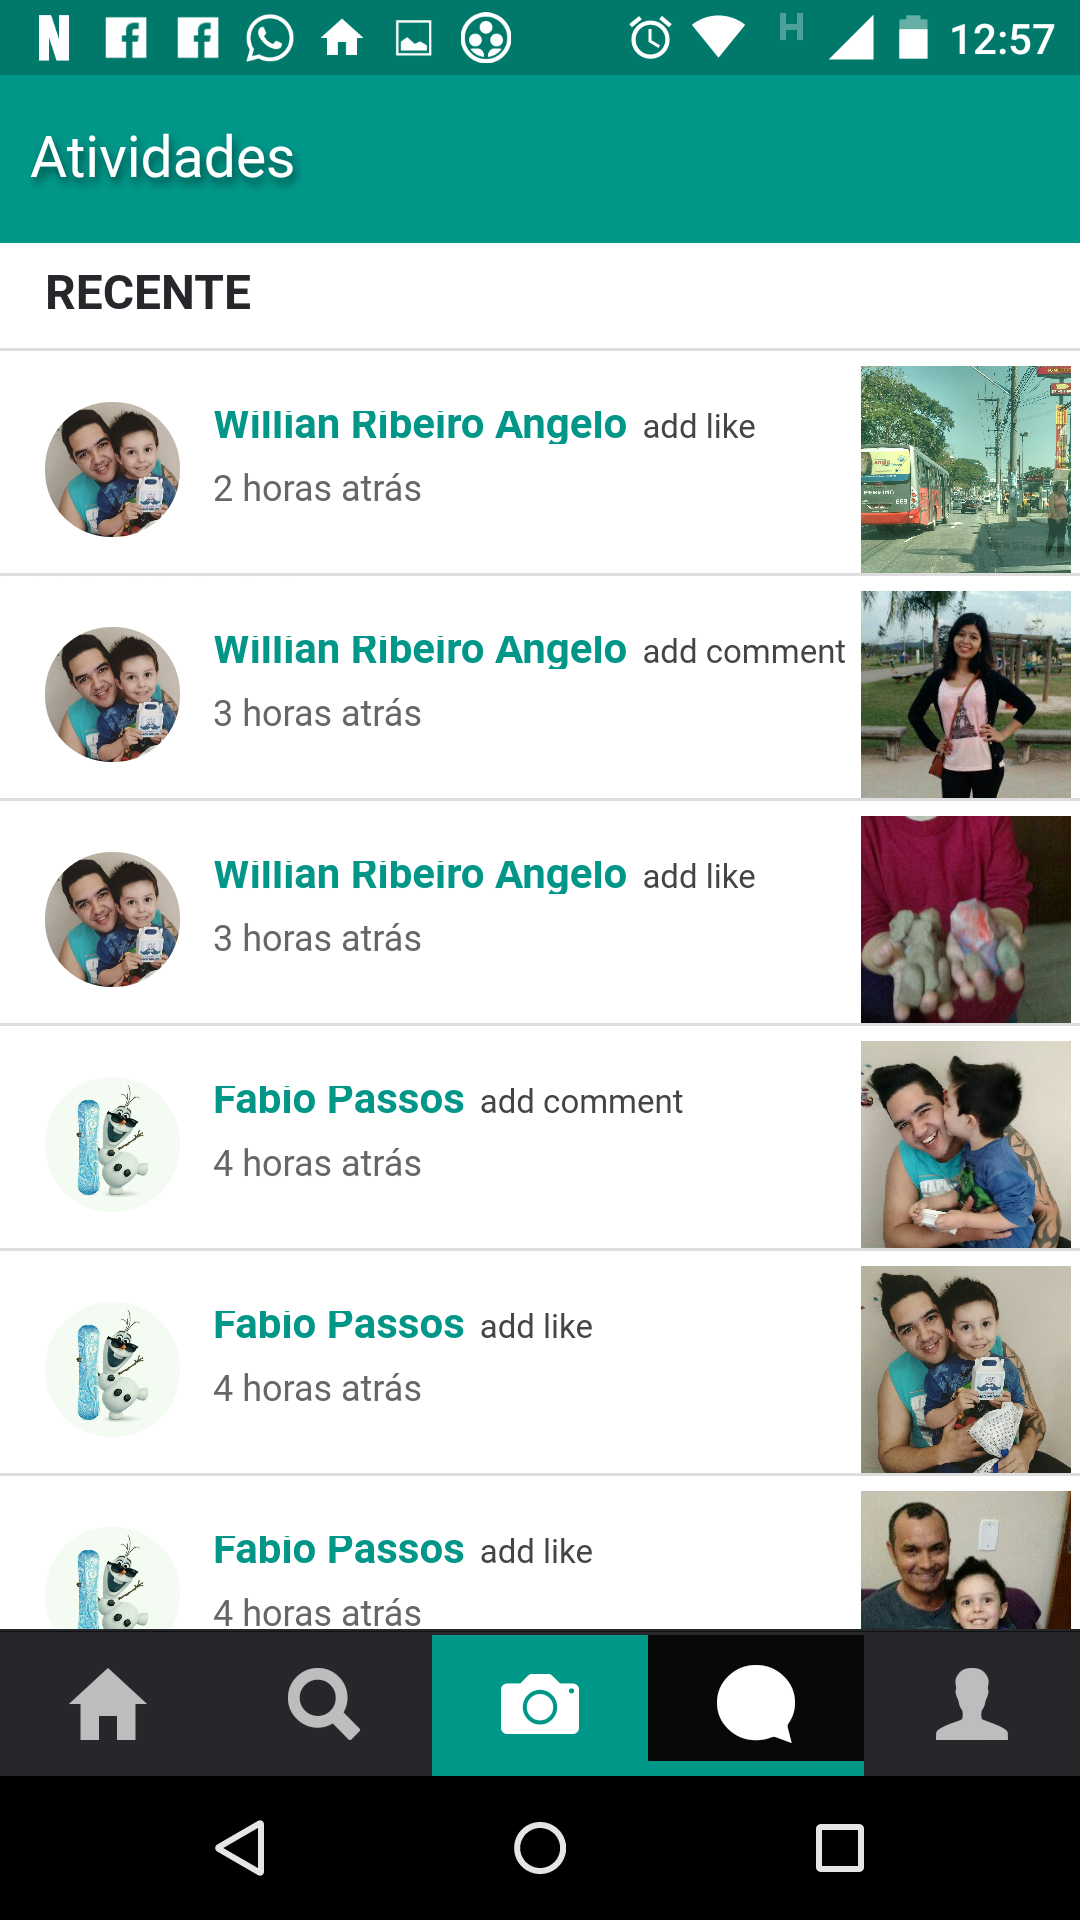 12:57
Atividades
RECENTE
Willian Ribeiro Angelo add like
2 horas atrás
Willian Ribeiro Angelo add comment
3 horas atrás
Willian Ribeiro Angelo add like
3 horas atrás
Fabio Passos add comment
4 horas atrás
Fabio Passos add like
4 horas atrás
Fabio Passos add like
4 horas atrás